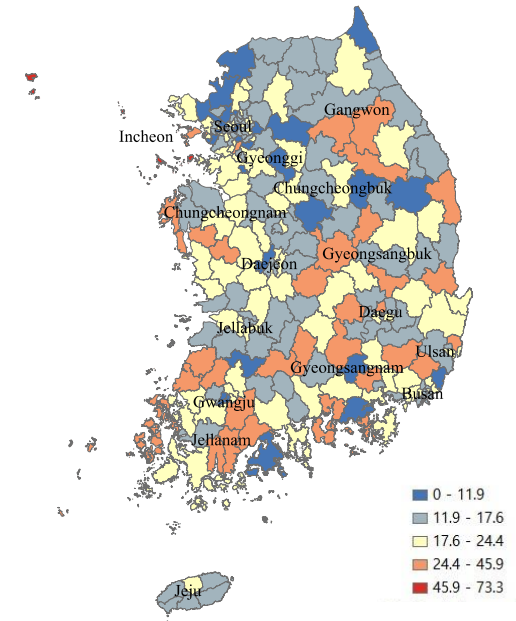 Gangwon
Seoul
Incheon
Gyeonggi
Chungcheongbuk
Chungcheongnam
Gyeongsangbuk
Daejeon
Daegu
Jellabuk
Ulsan
Gyeongsangnam
Busan
Gwangju
Jellanam
0 - 11.9
11.9 - 17.6
17.6 - 24.4
24.4 - 45.9
45.9 - 73.3
Jeju